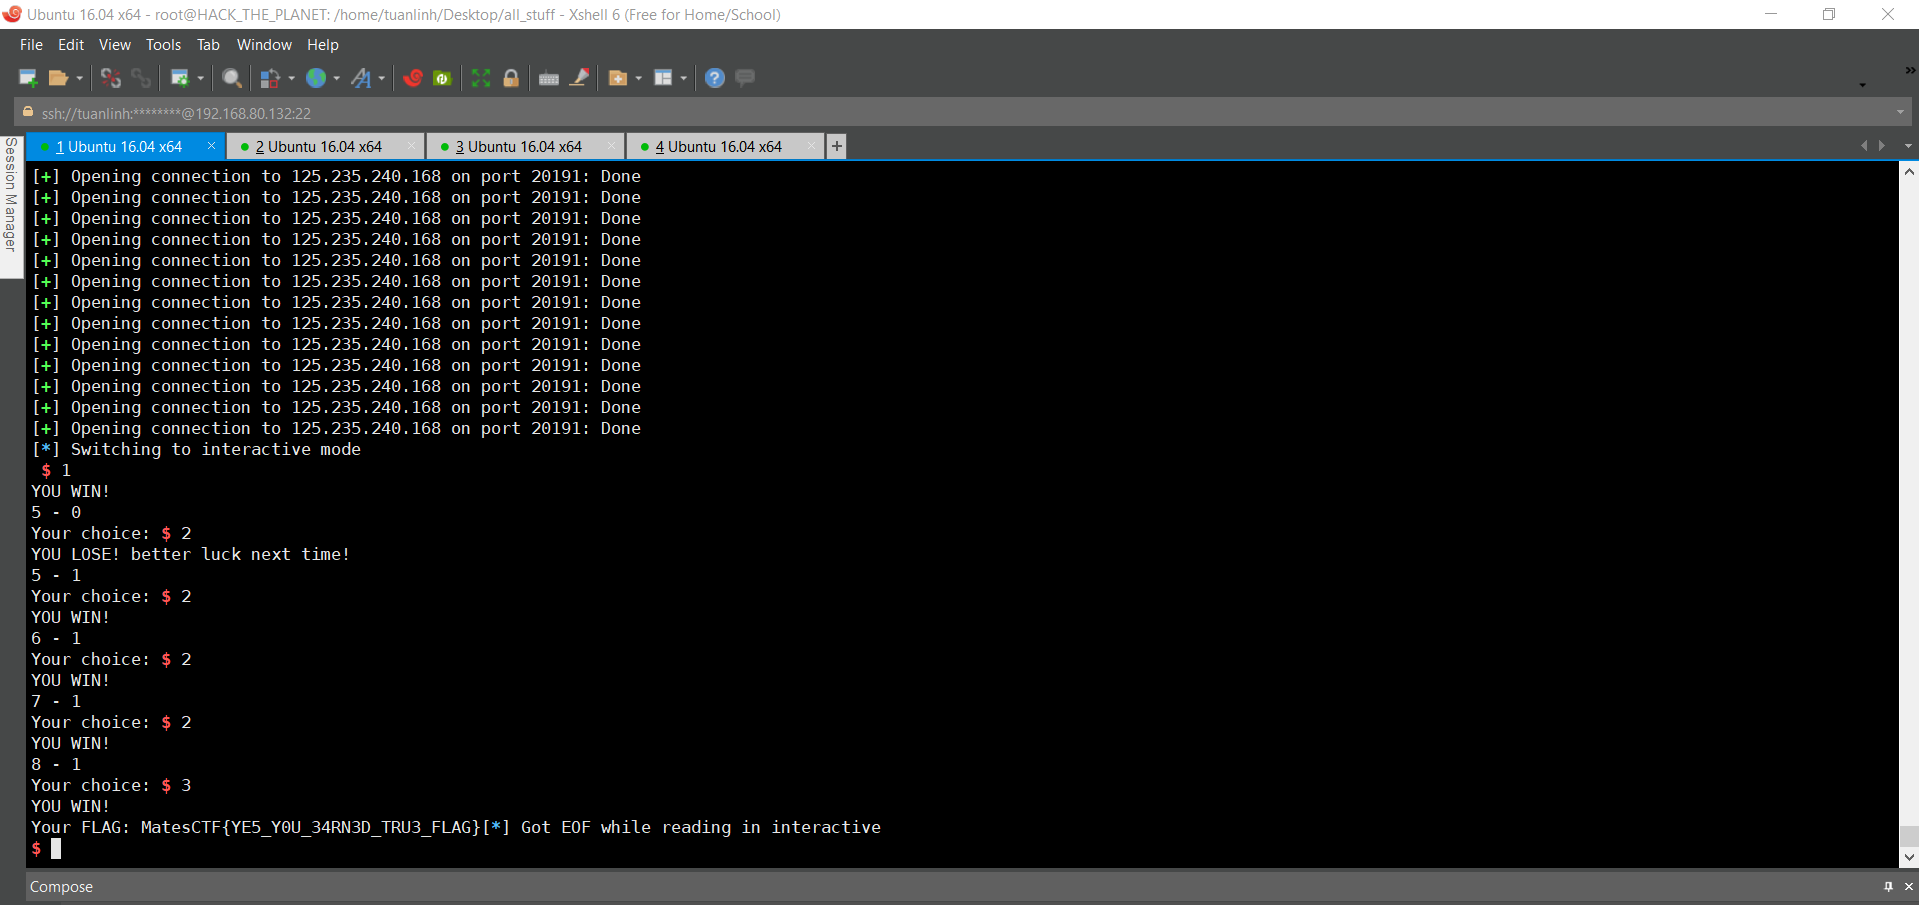 Ubuntu 16.04 x64 - root@HACK_THE_PLANET: /home/tuanlinh/Desktop/all_stuff - Xshell 6 (Free for Home/School)
File Edit View Tools Tab Window Help
ssh://tuanlinh:********@192.168.80.132:22
Session Manager
1 Ubuntu 16.04 x64 × 2 Ubuntu 16.04 x64 × 3 Ubuntu 16.04 x64 × 4 Ubuntu 16.04 x64 × +
[+] Opening connection to 125.235.240.168 on port 20191: Done
[+] Opening connection to 125.235.240.168 on port 20191: Done
[+] Opening connection to 125.235.240.168 on port 20191: Done
[+] Opening connection to 125.235.240.168 on port 20191: Done
[+] Opening connection to 125.235.240.168 on port 20191: Done
[+] Opening connection to 125.235.240.168 on port 20191: Done
[+] Opening connection to 125.235.240.168 on port 20191: Done
[+] Opening connection to 125.235.240.168 on port 20191: Done
[+] Opening connection to 125.235.240.168 on port 20191: Done
[+] Opening connection to 125.235.240.168 on port 20191: Done
[+] Opening connection to 125.235.240.168 on port 20191: Done
[+] Opening connection to 125.235.240.168 on port 20191: Done
[+] Opening connection to 125.235.240.168 on port 20191: Done
[*] Switching to interactive mode
$ 1
YOU WIN!
5 - 0
Your choice: $ 2
YOU LOSE! better luck next time!
5 - 1
Your choice: $ 2
YOU WIN!
6 - 1
Your choice: $ 2
YOU WIN!
7 - 1
Your choice: $ 2
YOU WIN!
8 - 1
Your choice: $ 3
YOU WIN!
Your FLAG: MatesCTF{YE5_Y0U_34RN3D_TRU3_FLAG}[*] Got EOF while reading in interactive
$
Compose